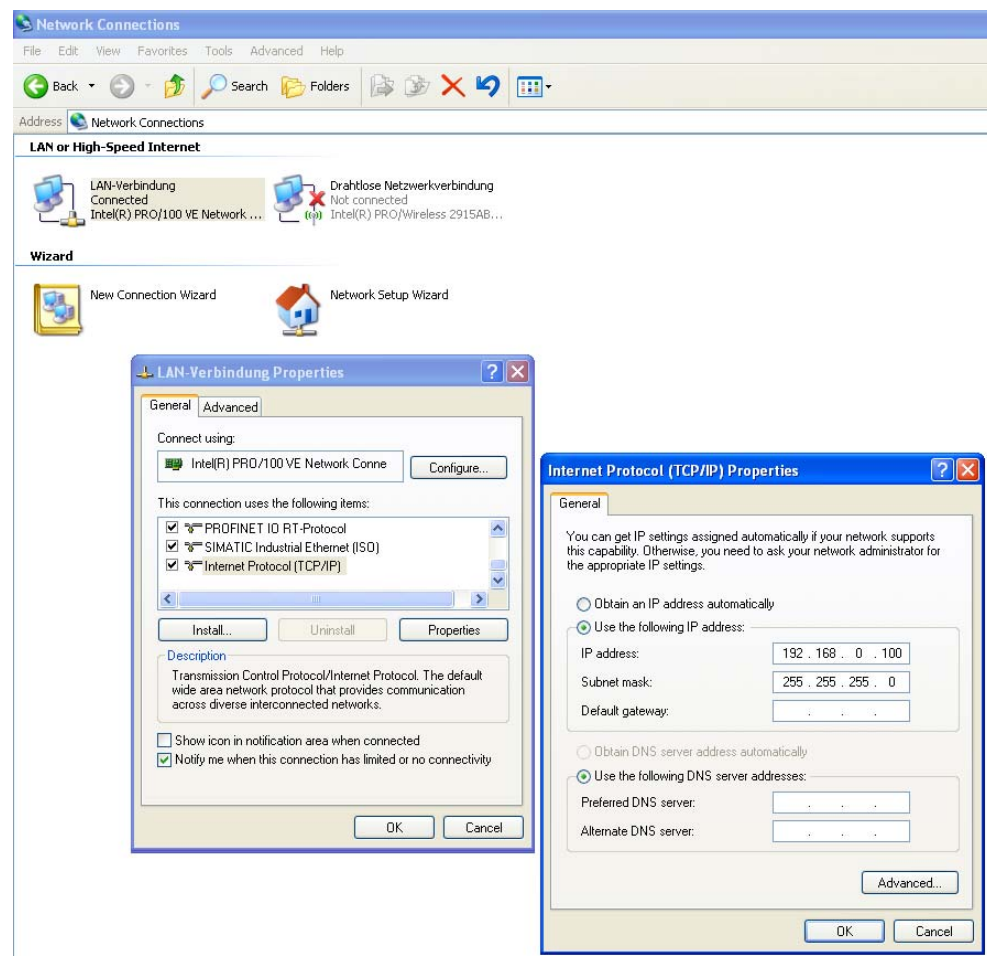 Network Connections
File Edit View Favorites Tools Advanced Help
Back Search Folders
Address Network Connections
LAN or High-Speed Internet
LAN-Verbindung
Connected
Intel(R) PRO/100 VE Network ...
Drahtlose Netzwerkverbindung
Not connected
Intel(R) PRO/Wireless 2915AB...
Wizard
New Connection Wizard
Network Setup Wizard
LAN-Verbindung Properties
General Advanced
Connect using:
Intel(R) PRO/100 VE Network Conne
Configure...
This connection uses the following items:
PROFINET IO RT-Protocol
SIMATIC Industrial Ethernet (ISO)
Internet Protocol (TCP/IP)
Install... Uninstall Properties
Description
Transmission Control Protocol/Internet Protocol. The default
wide area network protocol that provides communication
across diverse interconnected networks.
Show icon in notification area when connected
Notify me when this connection has limited or no connectivity
OK Cancel
Internet Protocol (TCP/IP) Properties
General
You can get IP settings assigned automatically if your network supports
this capability. Otherwise, you need to ask your network administrator for
the appropriate IP settings.
Obtain an IP address automatically
Use the following IP address:
IP address: 192 . 168 . 0 . 100
Subnet mask: 255 . 255 . 255 . 0
Default gateway: . . .
Obtain DNS server address automatically
Use the following DNS server addresses:
Preferred DNS server: . . .
Alternate DNS server: . . .
Advanced...
OK Cancel